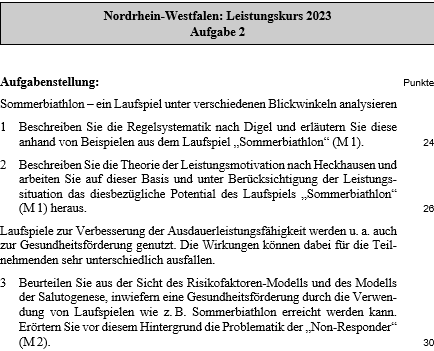 Nordrhein-Westfalen: Leistungskurs 2023
Aufgabe 2
Aufgabenstellung: Punkte
Sommerbiathlon – ein Laufspiel unter verschiedenen Blickwinkeln analysieren
1 Beschreiben Sie die Regelsystematik nach Digel und erläutern Sie diese
anhand von Beispielen aus dem Laufspiel „Sommerbiathlon“ (M 1). 24
2 Beschreiben Sie die Theorie der Leistungsmotivation nach Heckhausen und
arbeiten Sie auf dieser Basis und unter Berücksichtigung der Leistungs-
situation das diesbezügliche Potential des Laufspiels „Sommerbiathlon“
(M 1) heraus. 26
Laufspiele zur Verbesserung der Ausdauerleistungsfähigkeit werden u. a. auch
zur Gesundheitsförderung genutzt. Die Wirkungen können dabei für die Teil-
nehmenden sehr unterschiedlich ausfallen.
3 Beurteilen Sie aus der Sicht des Risikofaktoren-Modells und des Modells
der Salutogenese, inwiefern eine Gesundheitsförderung durch die Verwen-
dung von Laufspielen wie z. B. Sommerbiathlon erreicht werden kann.
Erörtern Sie vor diesem Hintergrund die Problematik der „Non-Responder“
(M 2). 30